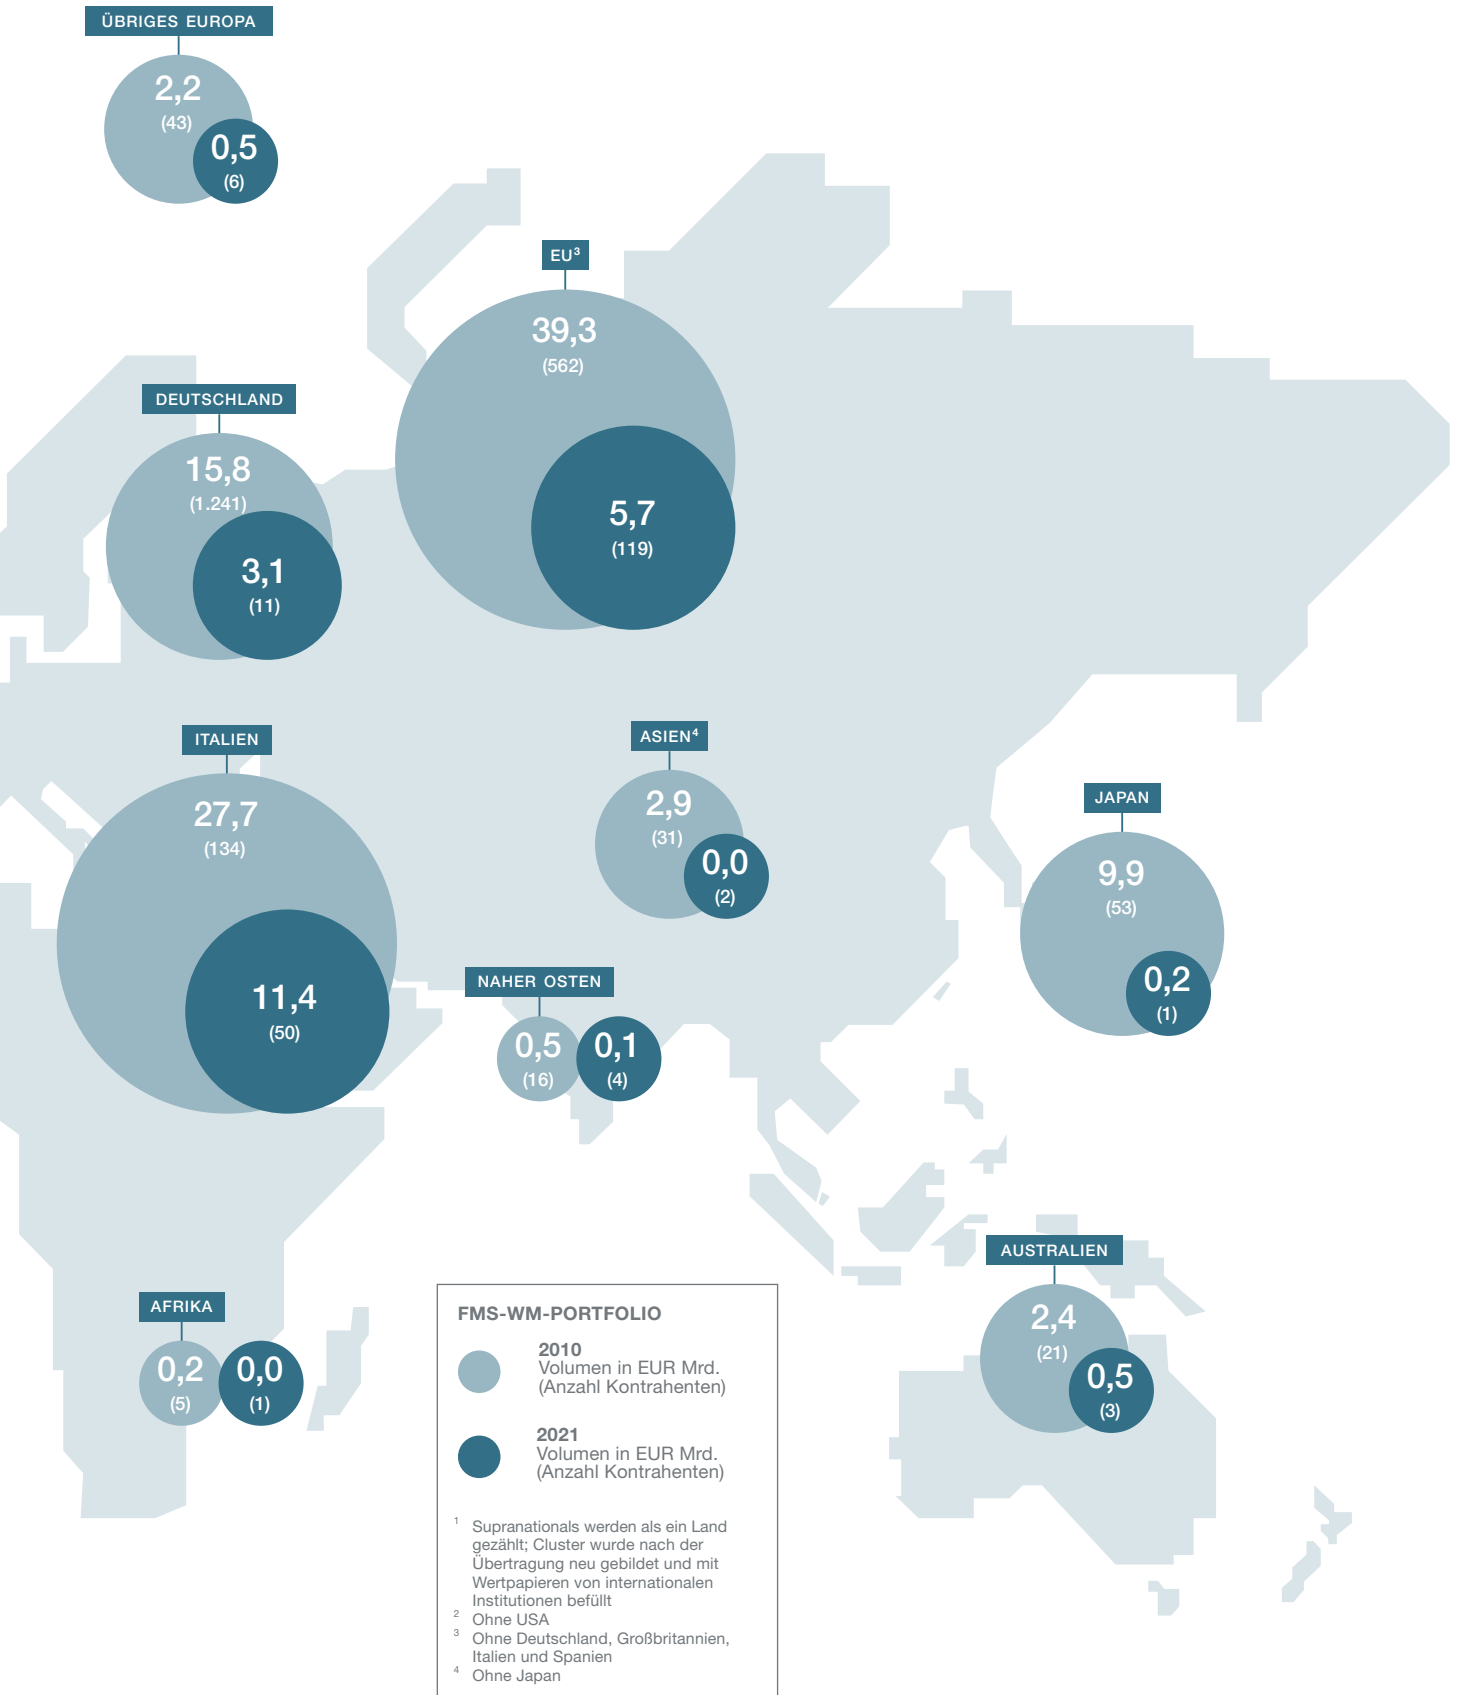 ÜBRIGES EUROPA
2,2
(43)
0,5
(6)
EU³
39,3
(562)
5,7
(119)
DEUTSCHLAND
15,8
(1.241)
3,1
(11)
ITALIEN
27,7
(134)
11,4
(50)
ASIEN⁴
2,9
(31)
0,0
(2)
JAPAN
9,9
(53)
0,2
(1)
NAHER OSTEN
0,5
(16)
0,1
(4)
AUSTRALIEN
2,4
(21)
0,5
(3)
AFRIKA
0,2
(5)
0,0
(1)
FMS-WM-PORTFOLIO
2010
Volumen in EUR Mrd.
(Anzahl Kontrahenten)
2021
Volumen in EUR Mrd.
(Anzahl Kontrahenten)
¹ Supranationals werden als ein Land
gezählt; Cluster wurde nach der
Übertragung neu gebildet und mit
Wertpapieren von internationalen
Institutionen befüllt
² Ohne USA
³ Ohne Deutschland, Großbritannien,
Italien und Spanien
⁴ Ohne Japan